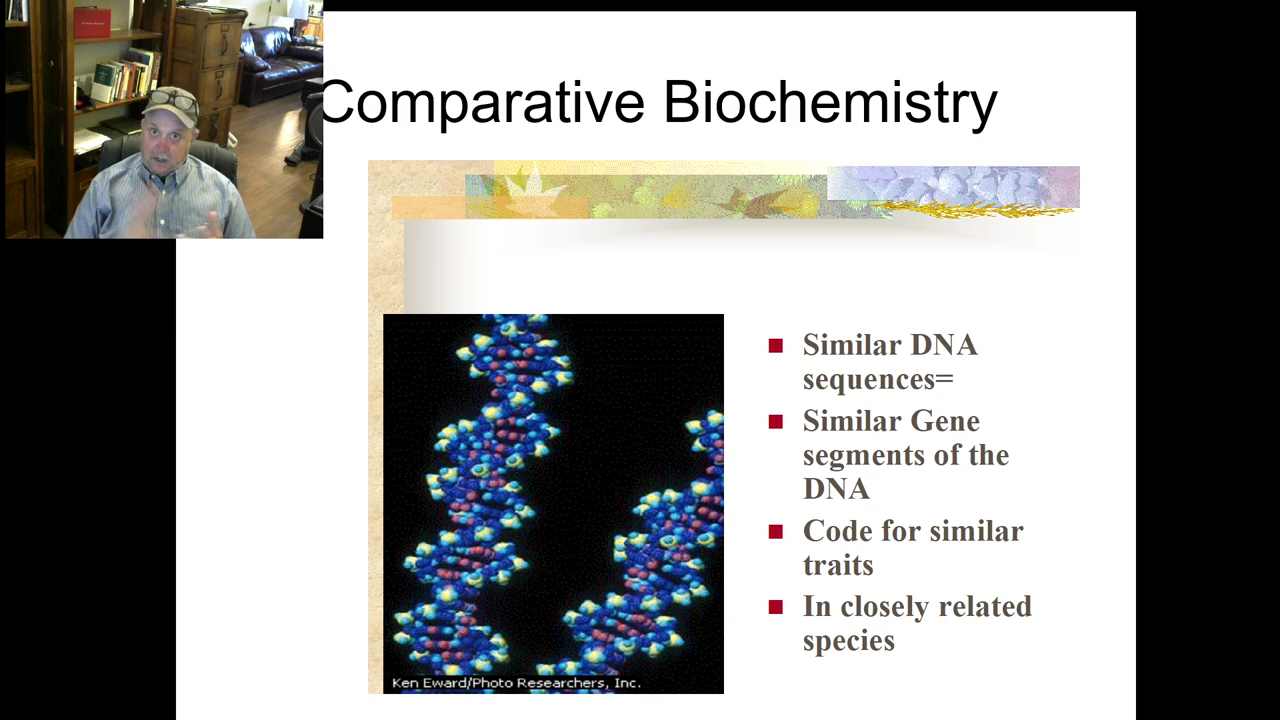 Comparative Biochemistry
Similar DNA
sequences=
Similar Gene
segments of the
DNA
Code for similar
traits
In closely related
species
Ken Eward/Photo Researchers, Inc.